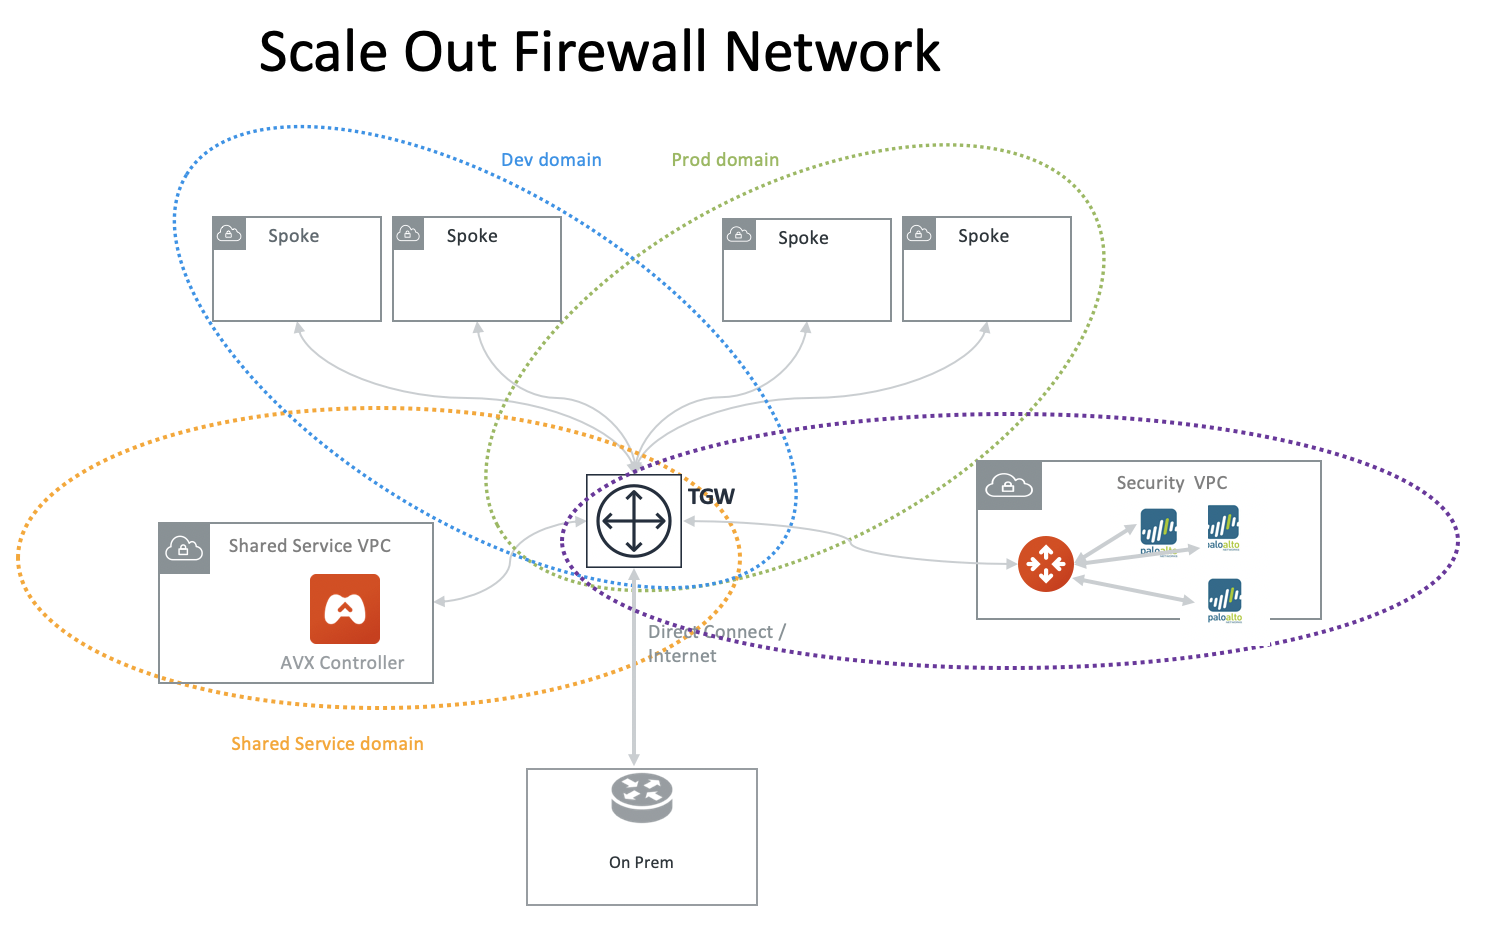 Scale Out Firewall Network
Dev domain
Prod domain
Spoke
Spoke
Spoke
Spoke
TGW
Security VPC
Shared Service VPC
paloalto
paloalto
paloalto
AVX Controller
Direct Connect /
Internet
Shared Service domain
On Prem